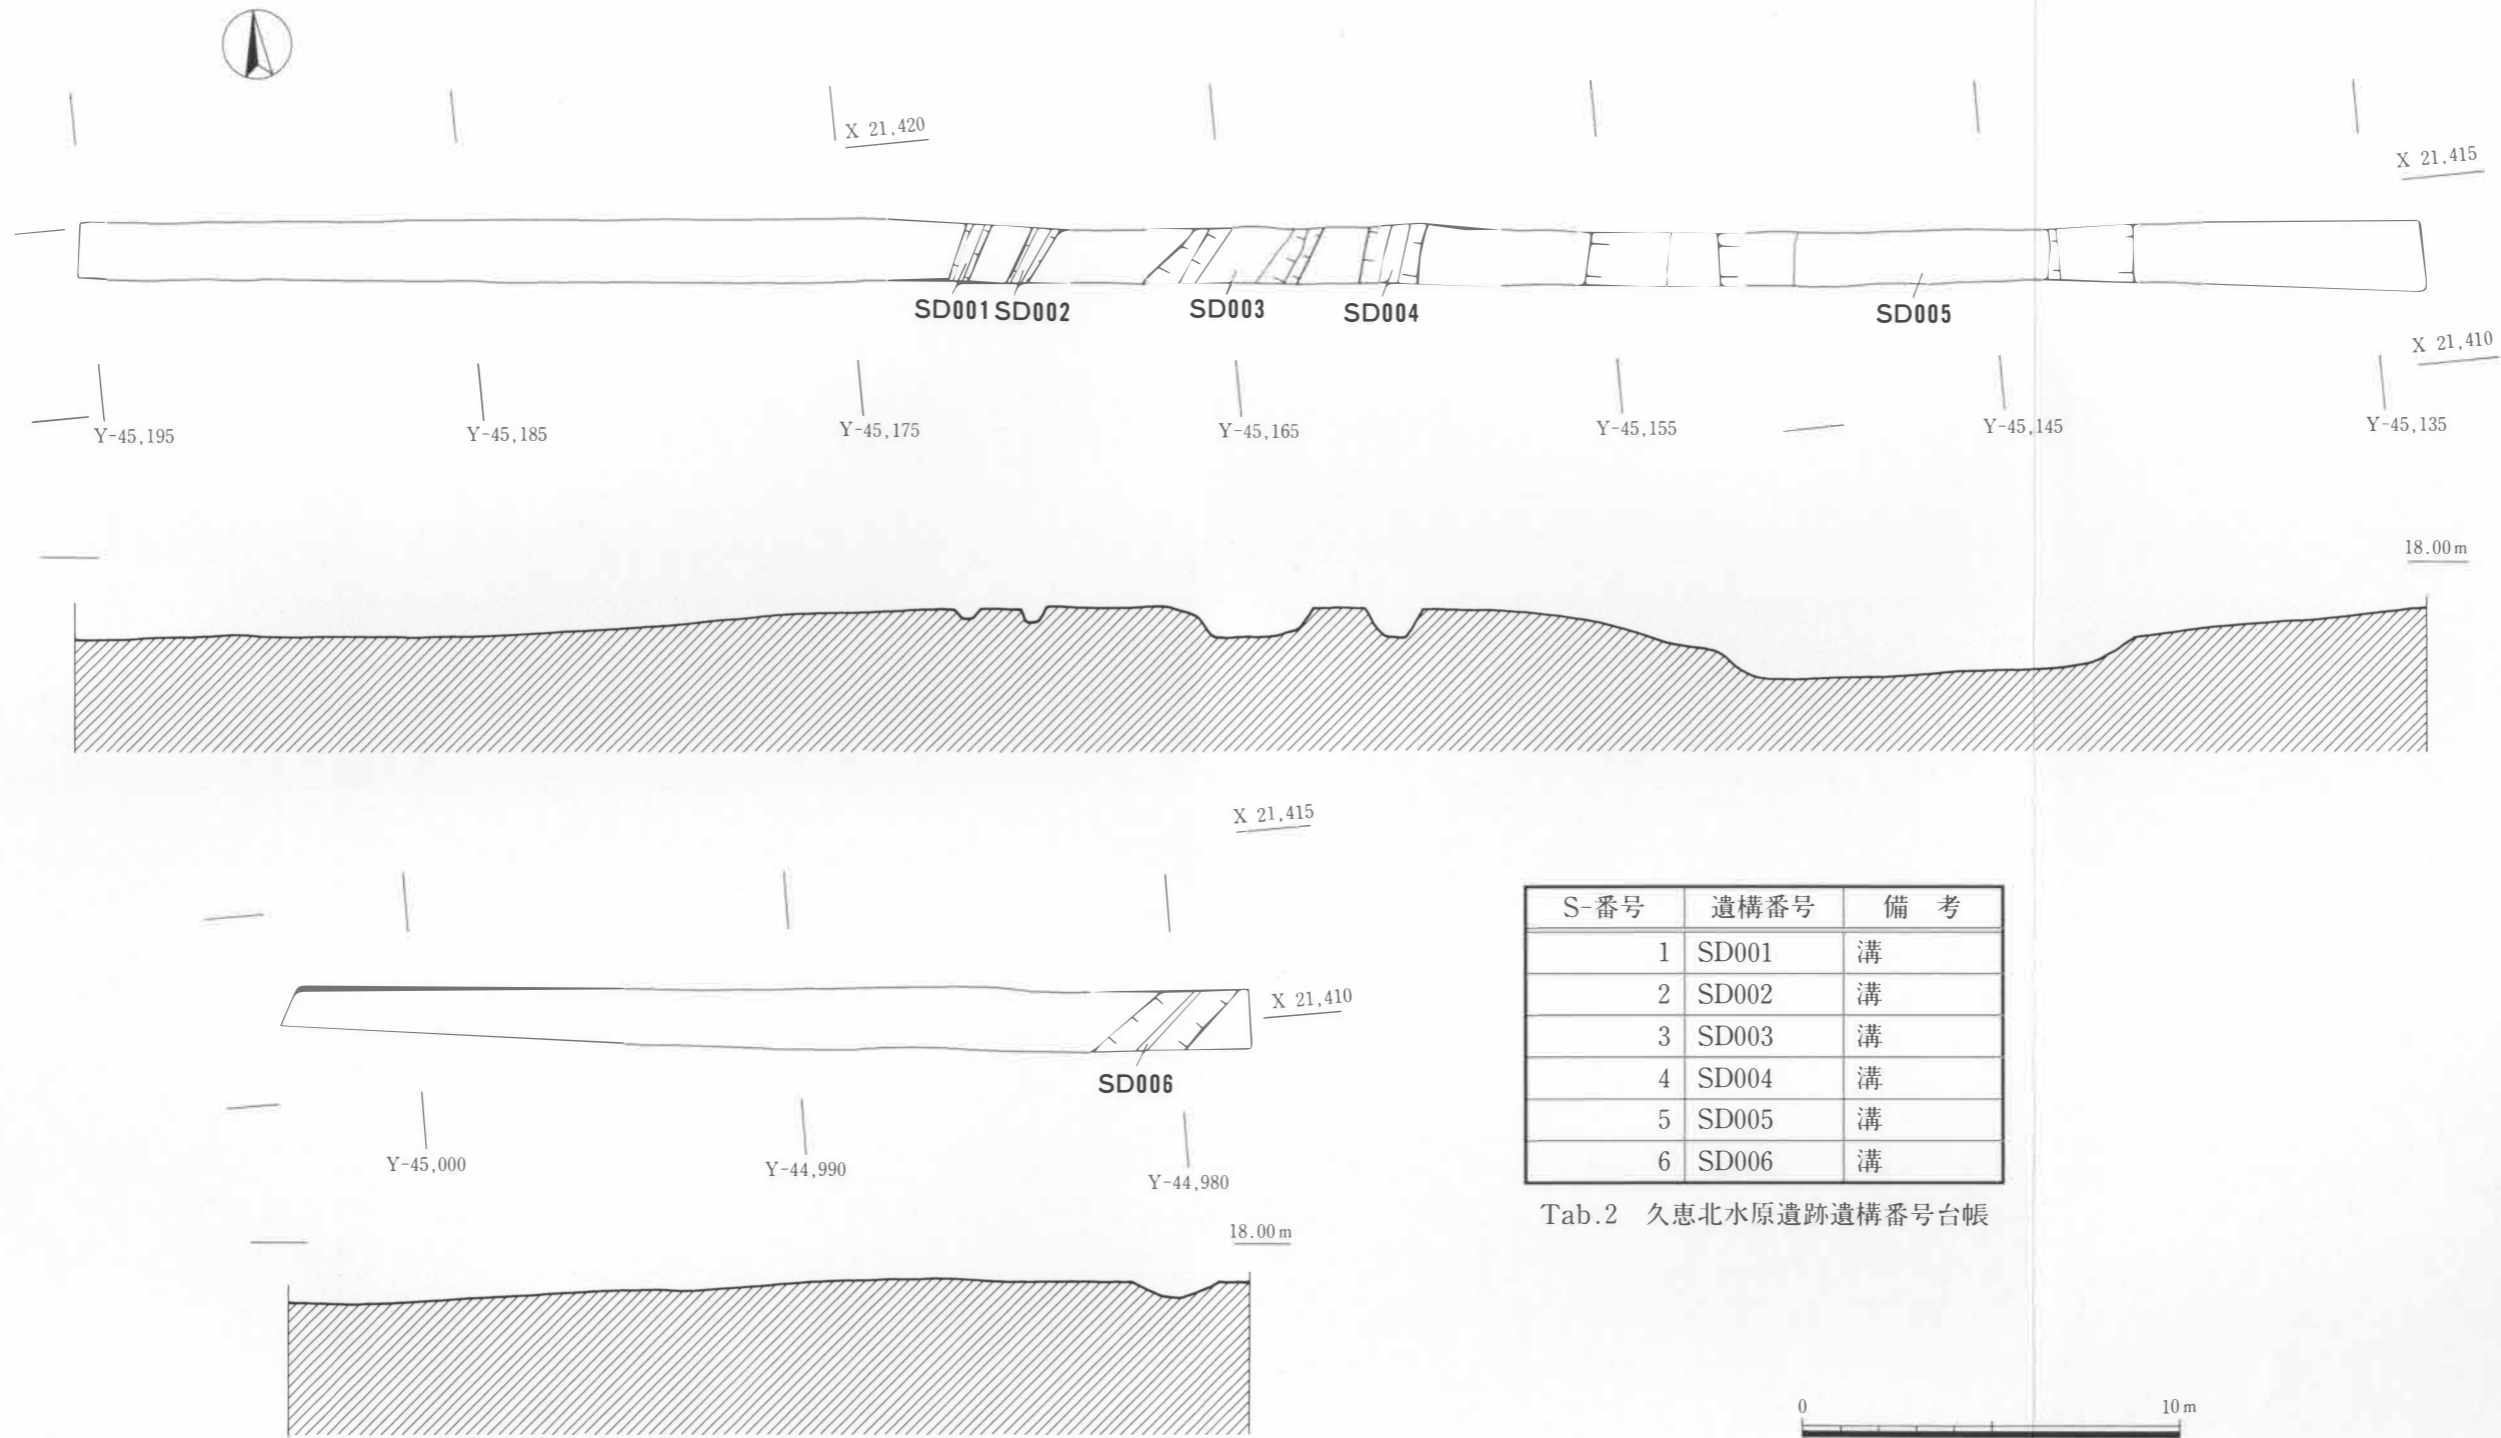 X 21,420
X 21,415
SD001 SD002 SD003 SD004 SD005
X 21,410
Y-45,195 Y-45,185 Y-45,175 Y-45,165 Y-45,155 Y-45,145 Y-45,135
18.00m
X 21,415
X 21,410
SD006
Y-45,000 Y-44,990 Y-44,980
18.00m
S-番号 遺構番号 備 考
1 SD001 溝
2 SD002 溝
3 SD003 溝
4 SD004 溝
5 SD005 溝
6 SD006 溝
Tab.2 久恵北水原遺跡遺構番号台帳
0 10m